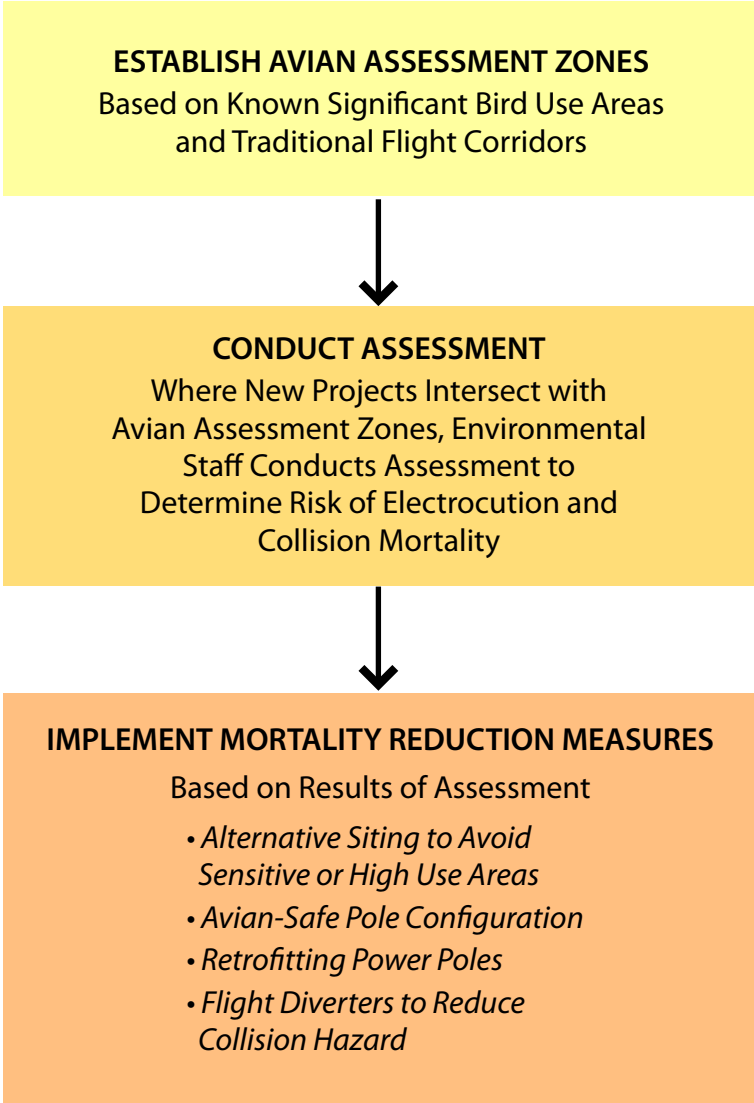 ESTABLISH AVIAN ASSESSMENT ZONES
Based on Known Significant Bird Use Areas
and Traditional Flight Corridors
CONDUCT ASSESSMENT
Where New Projects Intersect with
Avian Assessment Zones, Environmental
Staff Conducts Assessment to
Determine Risk of Electrocution and
Collision Mortality
IMPLEMENT MORTALITY REDUCTION MEASURES
Based on Results of Assessment
• Alternative Siting to Avoid
Sensitive or High Use Areas
• Avian-Safe Pole Configuration
• Retrofitting Power Poles
• Flight Diverters to Reduce
Collision Hazard